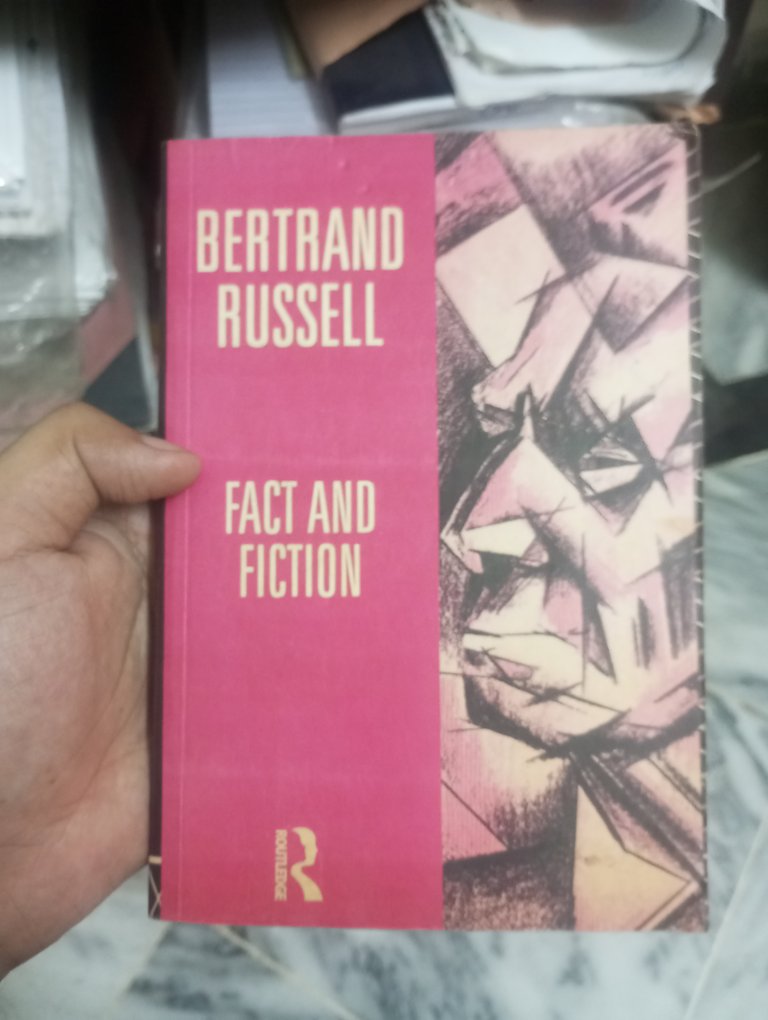 BERTRAND
RUSSELL
FACT AND
FICTION
ROUTLEDGE